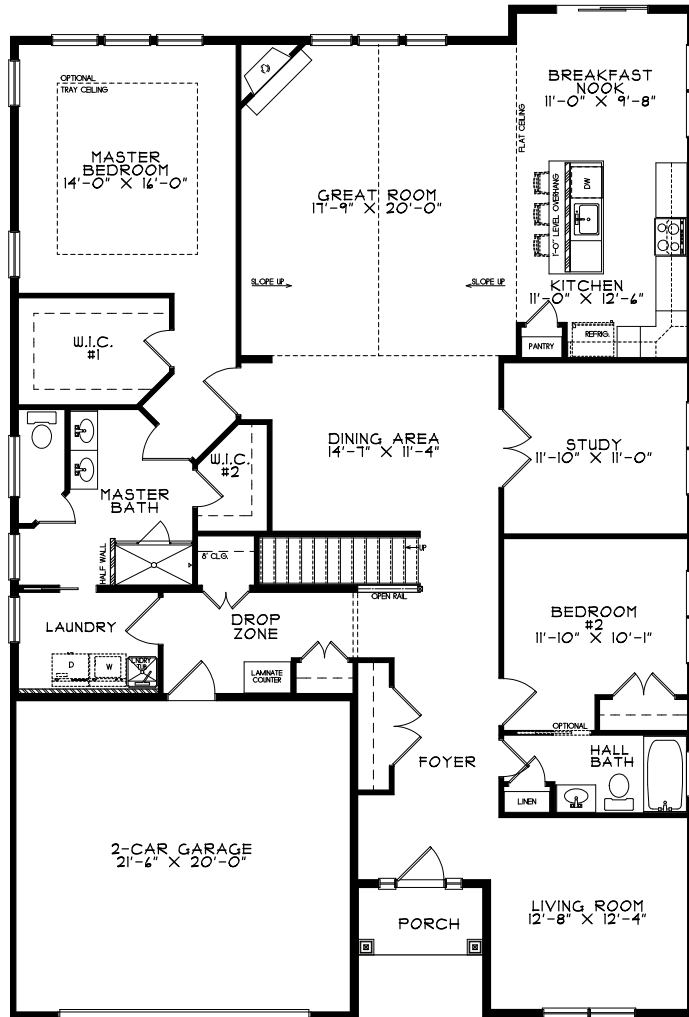 OPTIONAL
TRAY CEILING
MASTER
BEDROOM
14'-0" X 16'-0"
GREAT ROOM
17'-9" X 20'-0"
FLAT CEILING
BREAKFAST
NOOK
11'-0" X 9'-8"
DW
1'-0" LEVEL OVERHANG
KITCHEN
11'-0" X 12'-6"
SLOPE UP
SLOPE UP
REFRIG.
PANTRY
W.I.C.
#1
DINING AREA
14'-7" X 11'-4"
STUDY
11'-10" X 11'-0"
W.I.C.
#2
MASTER
BATH
HALF WALL
8' CLG.
UP
OPEN RAIL
LAUNDRY
D
W
LNDRY
TUB
DROP
ZONE
LAMINATE
COUNTER
BEDROOM
#2
11'-10" X 10'-1"
OPTIONAL
HALL
BATH
LINEN
FOYER
2-CAR GARAGE
21'-6" X 20'-0"
PORCH
LIVING ROOM
12'-8" X 12'-4"